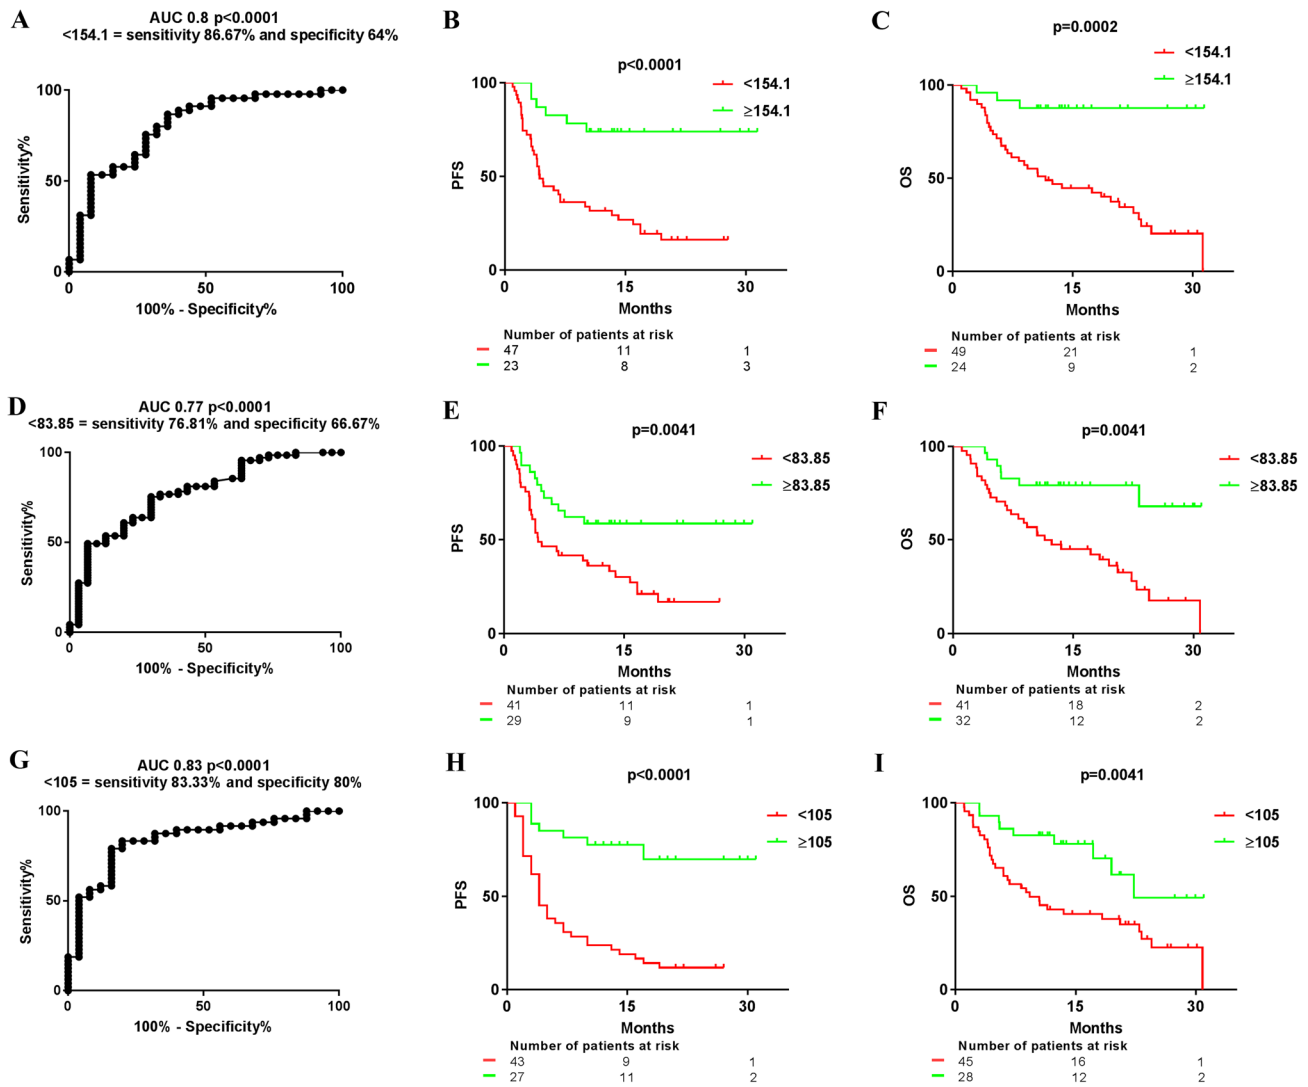 A
AUC 0.8 p<0.0001
<154.1 = sensitivity 86.67% and specificity 64%
100
50
0
Sensitivity%
0 50 100
100% - Specificity%
B
p<0.0001
<154.1
≥154.1
100
50
0
PFS
0 15 30
Months
Number of patients at risk
47 11 1
23 8 3
C
p=0.0002
<154.1
≥154.1
100
50
0
OS
15 30
Months
Number of patients at risk
49 21 1
24 9 2
D
AUC 0.77 p<0.0001
<83.85 = sensitivity 76.81% and specificity 66.67%
100
50
0
Sensitivity%
0 50 100
100% - Specificity%
E
p=0.0041
<83.85
≥83.85
100
50
0
PFS
0 15 30
Months
Number of patients at risk
41 11 1
29 9 1
F
p=0.0041
<83.85
≥83.85
100
50
0
OS
0 15 30
Months
Number of patients at risk
41 18 2
32 12 2
G
AUC 0.83 p<0.0001
<105 = sensitivity 83.33% and specificity 80%
100
50
0
Sensitivity%
0 50 100
100% - Specificity%
H
p<0.0001
<105
≥105
100
50
0
PFS
0 15 30
Months
Number of patients at risk
43 9 1
27 11 2
I
p=0.0041
<105
≥105
100
50
0
OS
0 15 30
Months
Number of patients at risk
45 16 1
28 12 2